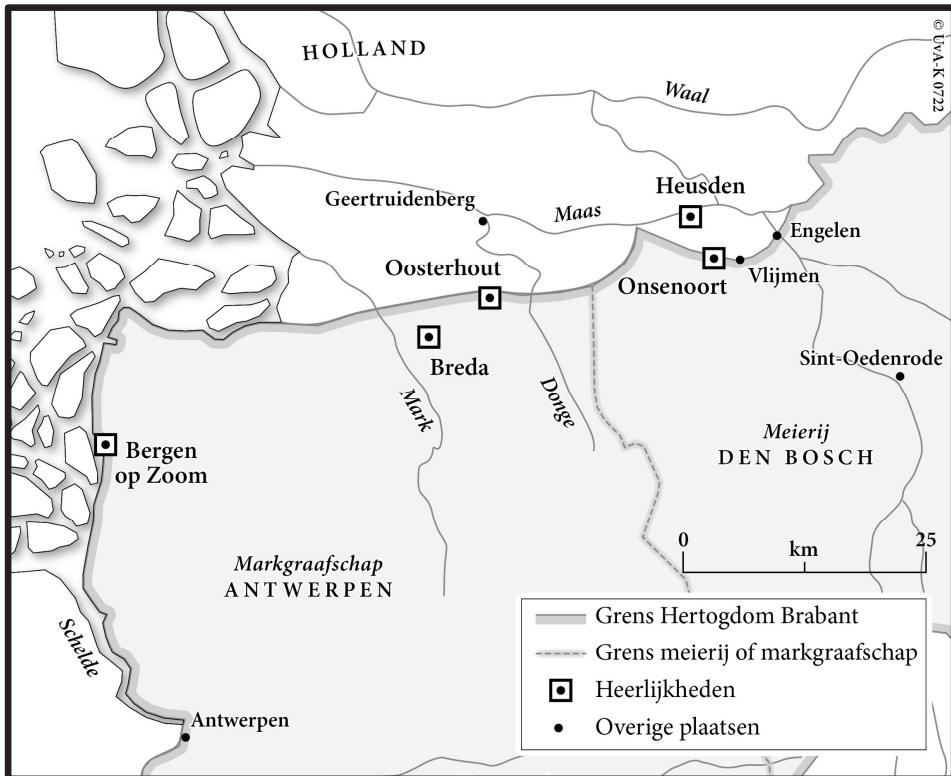 HOLLAND
© UvA-K 0722
Waal
Heusden
Geertruidenberg
Maas
Engelen
Oosterhout
Onsenoort
Vlijmen
Sint-Oedenrode
Breda
Mark
Donge
Meierij
DEN BOSCH
Bergen
op Zoom
0
25
km
Markgraafschap
ANTWERPEN
Schelde
Antwerpen
Grens Hertogdom Brabant
Grens meierij of markgraafschap
Heerlijkheden
Overige plaatsen